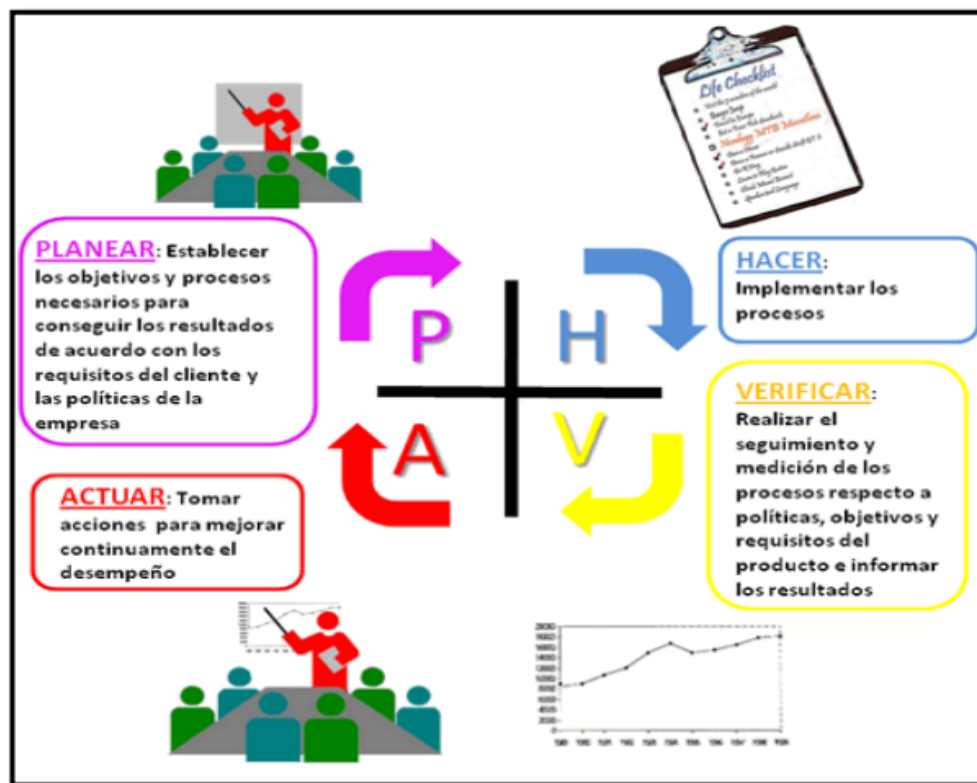 Life Checklist
PLANEAR: Establecer
los objetivos y procesos
necesarios para
conseguir los resultados
de acuerdo con los
requisitos del cliente y
las políticas de la
empresa
P
H
HACER:
Implementar los
procesos
A
V
VERIFICAR:
Realizar el
seguimiento y
medición de los
procesos respecto a
políticas, objetivos y
requisitos del
producto e informar
los resultados
ACTUAR: Tomar
acciones para mejorar
continuamente el
desempeño